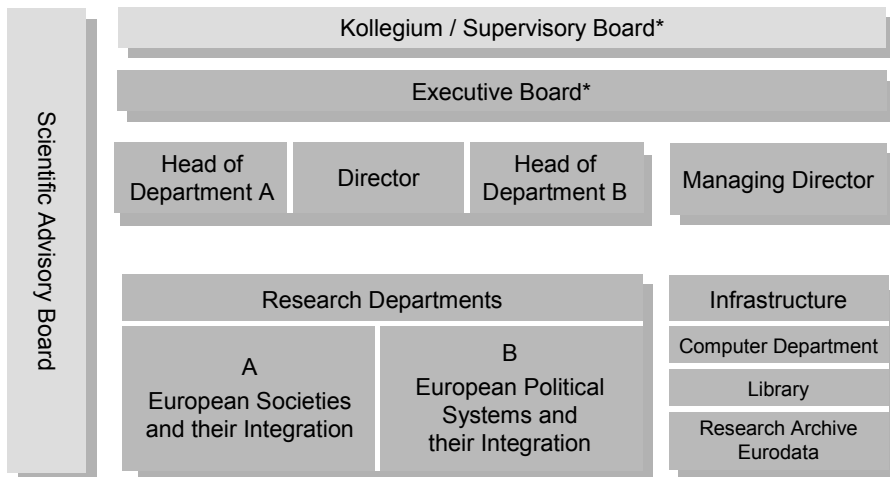 Scientific Advisory Board
Kollegium / Supervisory Board*
Executive Board*
Head of
Department A
Director
Head of
Department B
Managing Director
Research Departments
A
European Societies
and their Integration
B
European Political
Systems and
their Integration
Infrastructure
Computer Department
Library
Research Archive
Eurodata